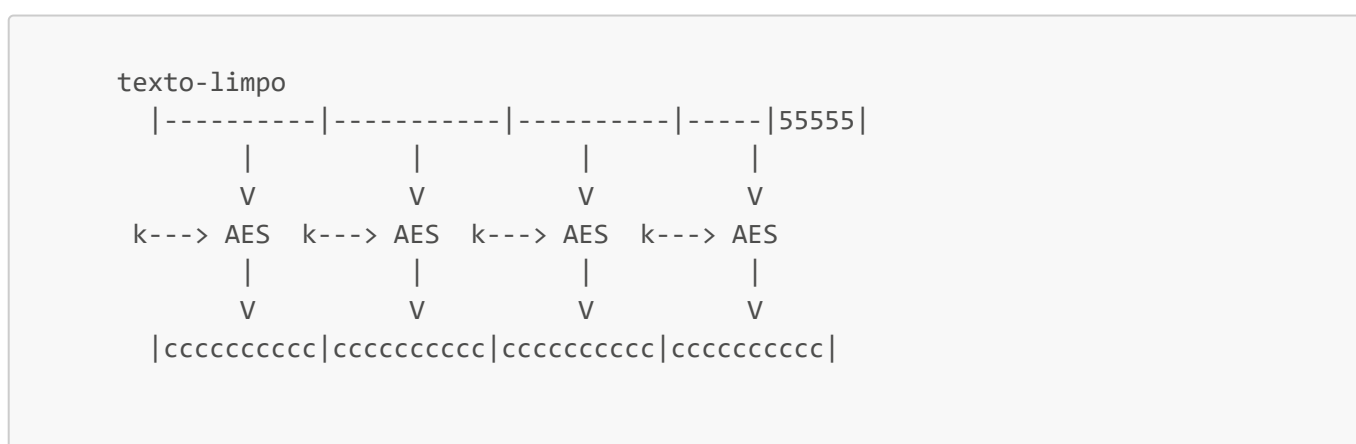 texto-limpo
|----------|-----------|----------|-----|55555|
| | | |
V V V V
k---> AES k---> AES k---> AES k---> AES
| | | |
V V V V
|cccccccccc|cccccccccc|cccccccccc|cccccccccc|